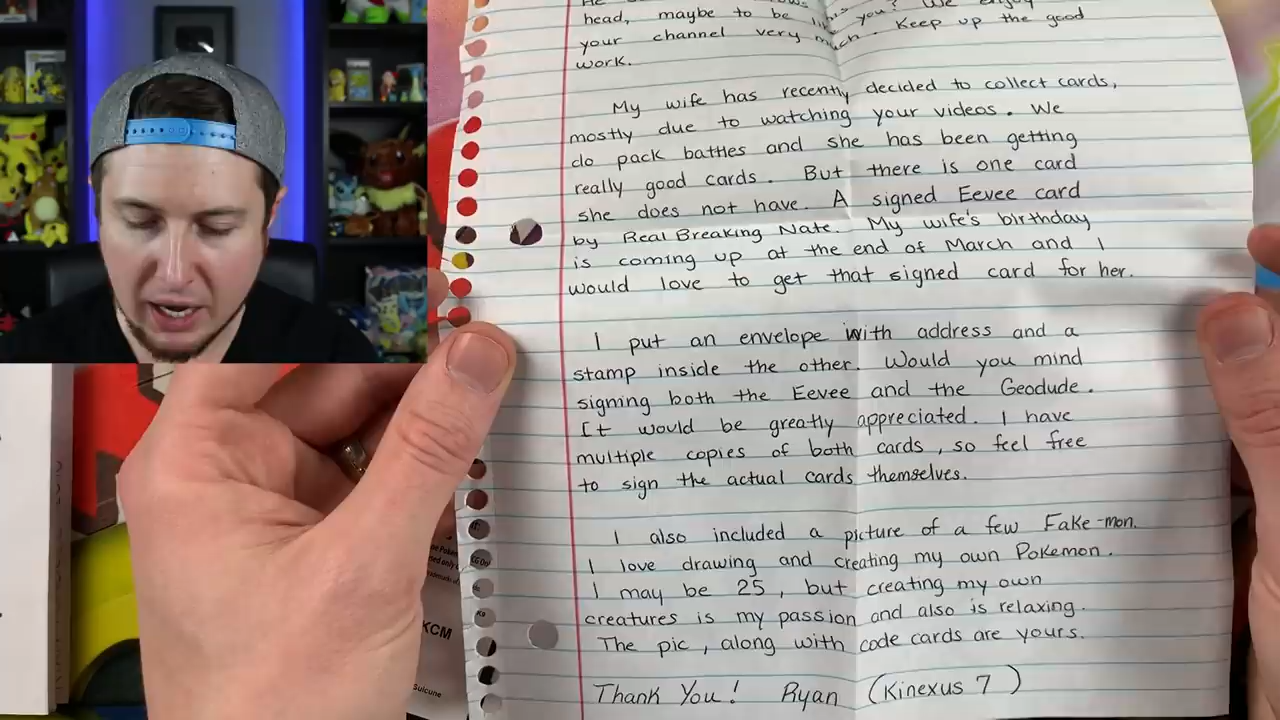 head, maybe to be you? We enjoy
your channel very much. Keep up the good
work.
My wife has recently decided to collect cards,
mostly due to watching your videos. We
do pack battles and she has been getting
really good cards. But there is one card
she does not have. A signed Eevee card
by Real Breaking Nate. My wife's birthday
is coming up at the end of March and I
would love to get that signed card for her.
I put an envelope with address and a
stamp inside the other. Would you mind
signing both the Eevee and the Geodude.
It would be greatly appreciated. I have
multiple copies of both cards, so feel free
to sign the actual cards themselves.
I also included a picture of a few Fake-mon.
I love drawing and creating my own Pokemon.
I may be 25, but creating my own
creatures is my passion and also is relaxing.
The pic, along with code cards are yours.
Thank You! Ryan (Kinexus 7)
KCM
Suicune